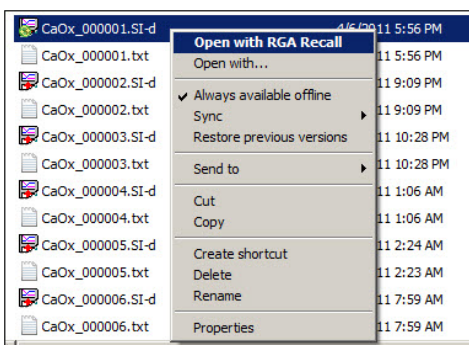 CaOx_000001.SI-d 4/6/2011 5:56 PM
CaOx_000001.txt 11 5:56 PM
CaOx_000002.SI-d 11 9:09 PM
CaOx_000002.txt 11 9:09 PM
CaOx_000003.SI-d 11 10:28 PM
CaOx_000003.txt 11 10:28 PM
CaOx_000004.SI-d 11 1:06 AM
CaOx_000004.txt 11 1:06 AM
CaOx_000005.SI-d 11 2:24 AM
CaOx_000005.txt 11 2:23 AM
CaOx_000006.SI-d 11 7:59 AM
CaOx_000006.txt 11 7:59 AM
Open with RGA Recall
Open with...
Always available offline
Sync
Restore previous versions
Send to
Cut
Copy
Create shortcut
Delete
Rename
Properties